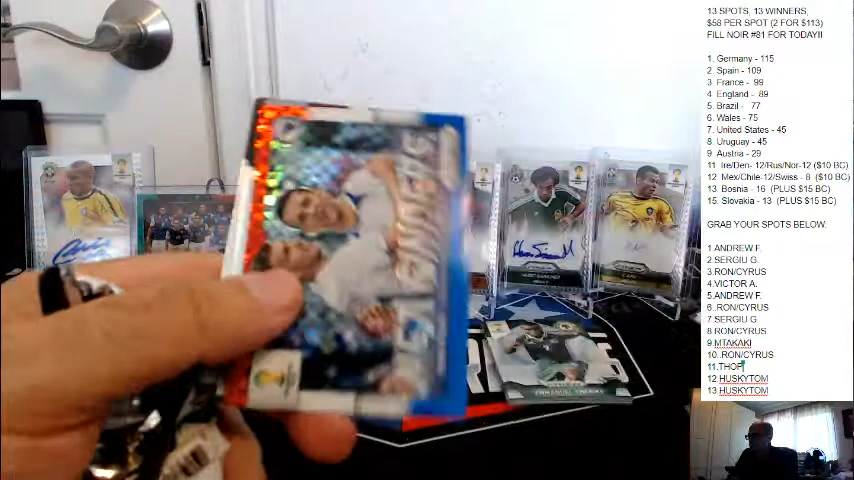 13 SPOTS, 13 WINNERS,
$58 PER SPOT (2 FOR $113)
FILL NOIR #81 FOR TODAY!!
1. Germany - 115
2. Spain - 109
3. France - 99
4. England - 89
5. Brazil - 77
6. Wales - 75
7. United States - 45
8. Uruguay - 45
9. Austria - 29
11. Ire/Den- 12/Rus/Nor-12 ($10 BC)
12. Mex/Chile-12/Swiss - 8 ($10 BC)
13. Bosnia - 16 (PLUS $15 BC)
15. Slovakia - 13 (PLUS $15 BC)
GRAB YOUR SPOTS BELOW:
1.ANDREW F.
2.SERGIU G.
3.RON/CYRUS
4.VICTOR A.
5.ANDREW F.
6..RON/CYRUS
7.SERGIU G.
8.RON/CYRUS
9.MTAKAKI
10..RON/CYRUS
11.THOP
12.HUSKYTOM
13.HUSKYTOM